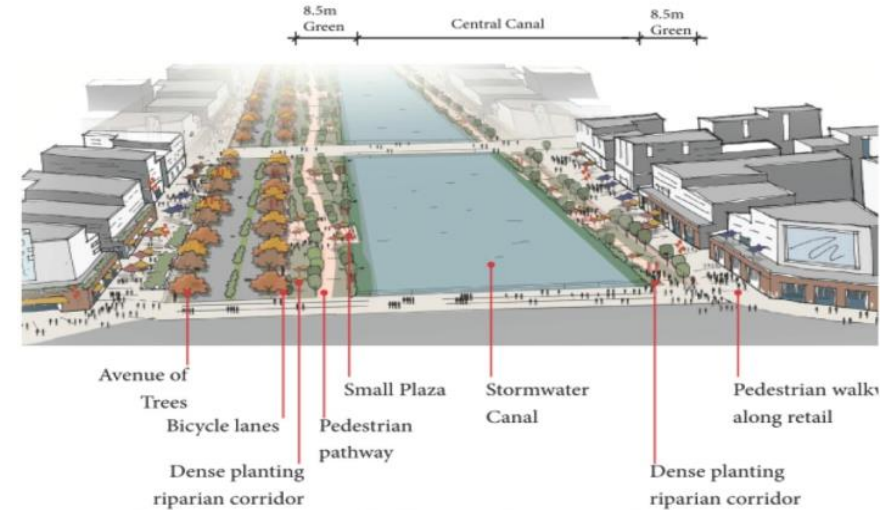 8.5m
Green
Central Canal
8.5m
Green
Avenue of
Trees
Bicycle lanes
Dense planting
riparian corridor
Pedestrian
pathway
Small Plaza
Stormwater
Canal
Dense planting
riparian corridor
Pedestrian
along retail